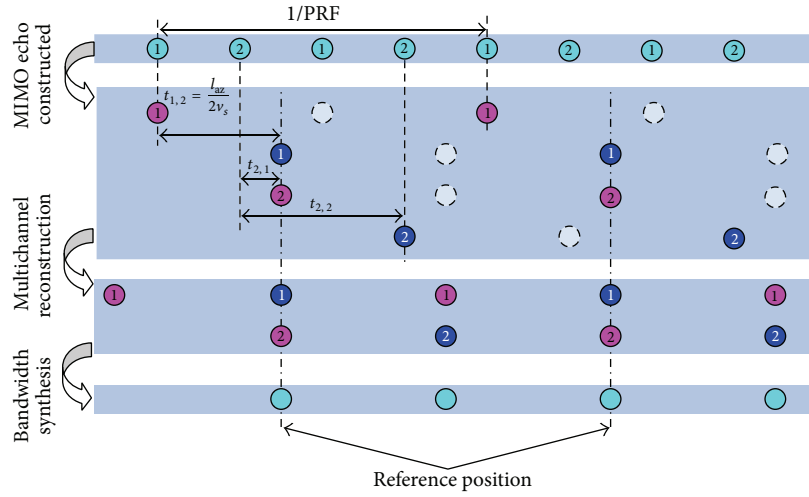 1/PRF
1 2 1 2 1 2 1 2
MIMO echo
constructed
t1,2 = laz/2vs
1 1
1 1
t2,1
2 2
t2,2
2 2
Multichannel
reconstruction
1 1 1 1 1
2 2 2 2
Bandwidth
synthesis
Reference position